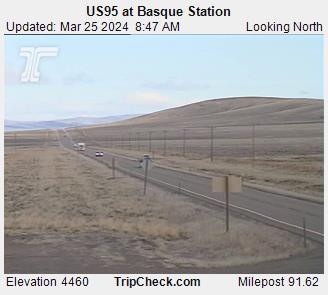 US95 at Basque Station
Updated: Mar 25 2024 8:47 AM Looking North
Elevation 4460 TripCheck.com Milepost 91.62